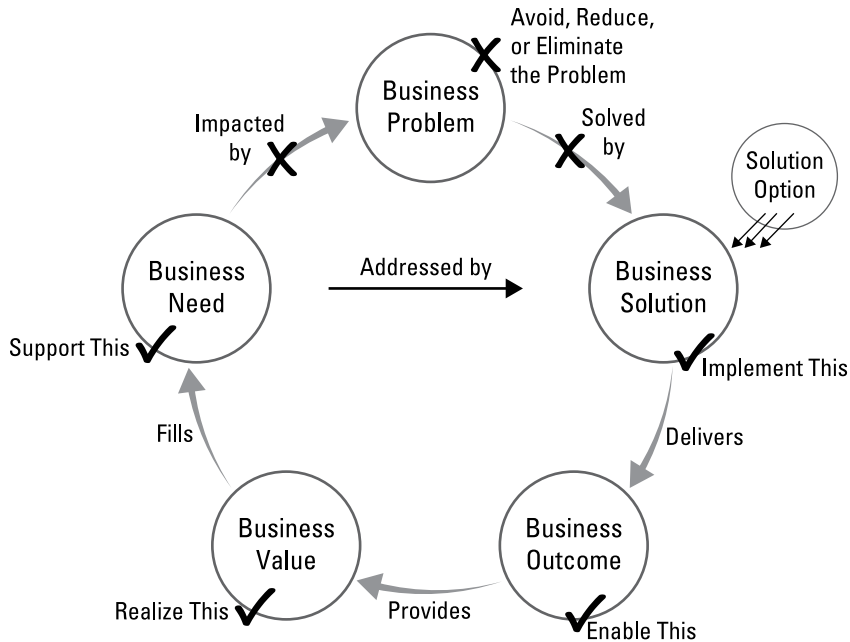 Avoid, Reduce,
or Eliminate
the Problem
Business
Problem
Impacted
by
Solved
by
Solution
Option
Business
Need
Addressed by
Business
Solution
Support This
Implement This
Fills
Delivers
Business
Value
Business
Outcome
Realize This
Provides
Enable This